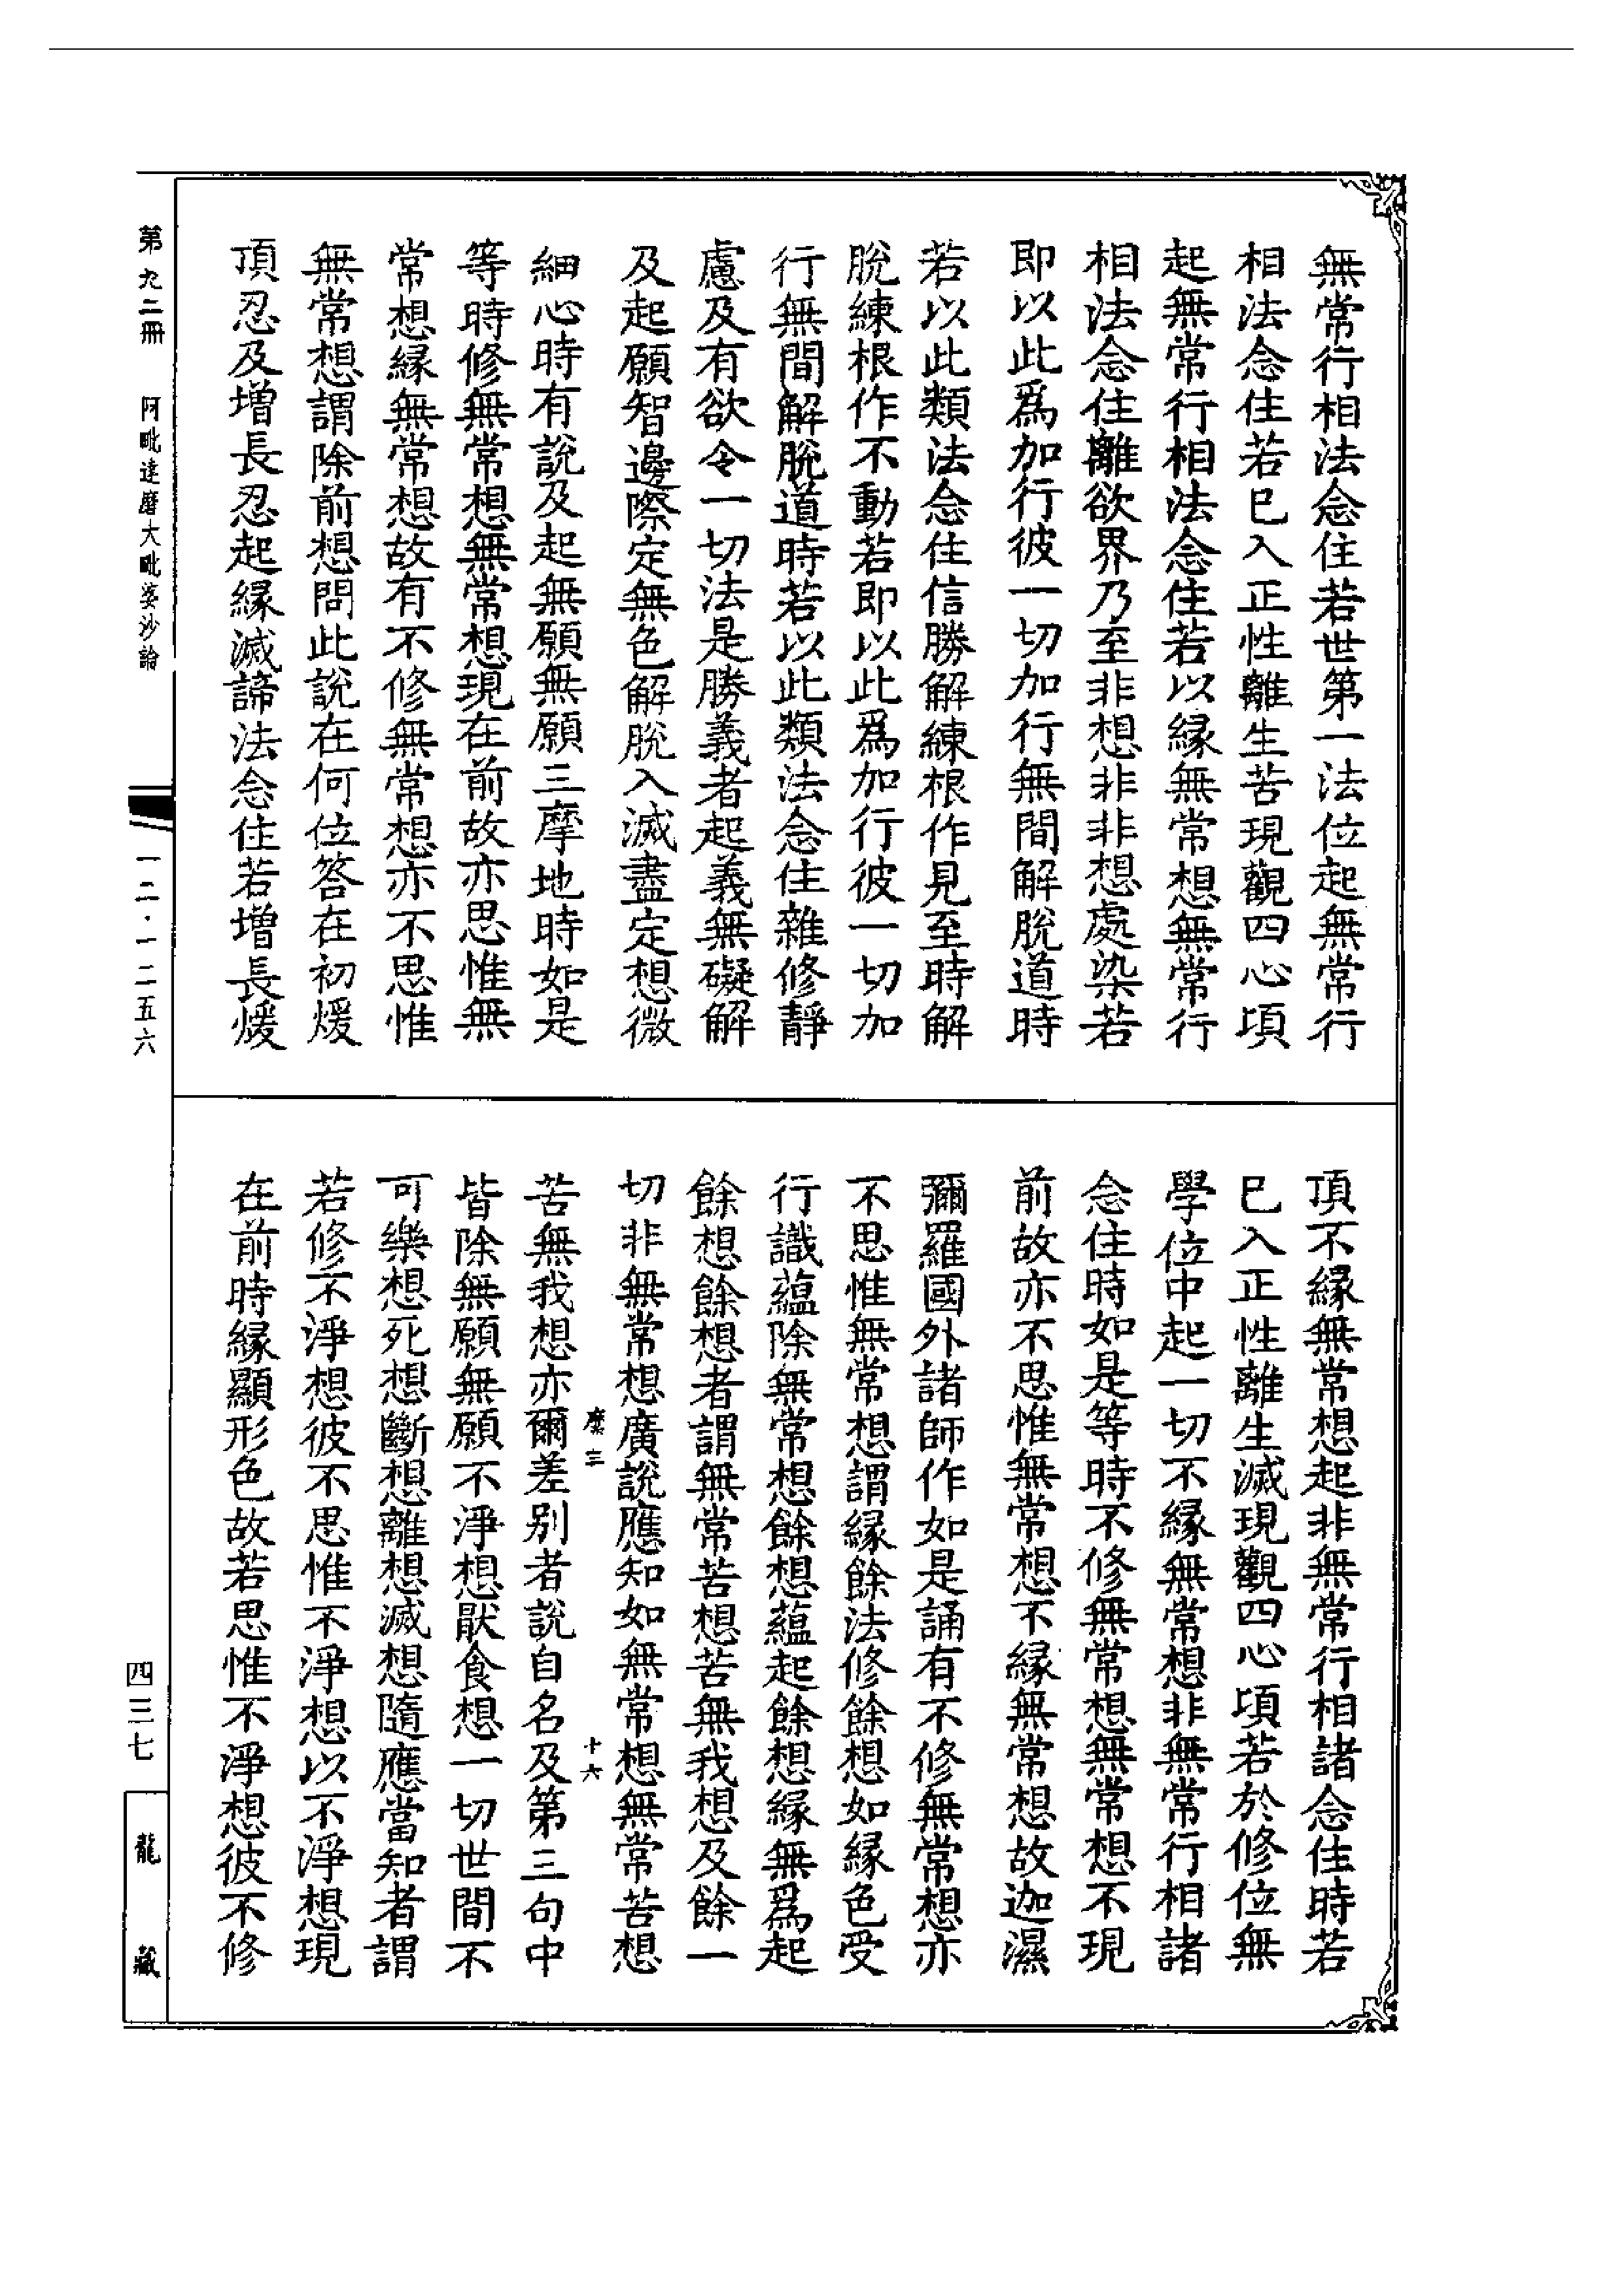 無常行相法念住若世第一法位起無常行
相法念住若巳入正性離生苦現觀四心頃
起無常行相法念住若以縁無常想無常行
相法念住離欲界乃至非想非非想處染若
即以此爲加行彼一切加行無間解脫道時
若以此類法念住信勝解練根作見至時解
脫練根作不動若即以此爲加行彼一切加
行無間解脫道時若以此類法念住雜修靜
慮及有欲令一切法是勝義者起義無礙解
及起願智邊際定無色解脫入滅盡定想微
細心時有說及起無願無願三摩地時如是
等時修無常想無常想現在前故亦思惟無
常想縁無常想故有不修無常想亦不思惟
無常想謂除前想問此說在何位答在初煖
頂忍及增長忍起縁滅諦法念住若增長煖
頂不縁無常想起非無常行相諸念住時若
巳入正性離生滅現觀四心頃若於修位無
學位中起一切不縁無常想非無常行相諸
念住時如是等時不修無常想無常想不現
前故亦不思惟無常想不縁無常想故迦濕
彌羅國外諸師作如是誦有不修無常想亦
不思惟無常想謂縁餘法修餘想如縁色受
行識蘊除無常想餘想蘊起餘想縁無爲起
餘想餘想者謂無常苦想苦無我想及餘一
切非無常想廣說應知如無常想無常苦想
糜三 十六
苦無我想亦爾差别者說自名及第三句中
皆除無願無願不淨想厭食想一切世間不
可樂想死想斷想離想滅想隨應當知者謂
若修不淨想彼不思惟不淨想以不淨想現
在前時縁顯形色故若思惟不淨想彼不修
第九二冊 阿毗達磨大毗婆沙論
一二·一二五六
四三七
龍藏